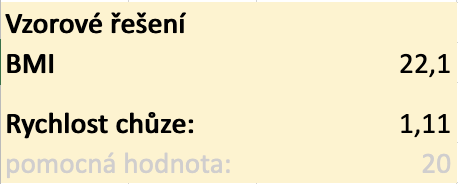 Vzorové řešení
BMI 22,1
Rychlost chůze: 1,11
pomocná hodnota: 20